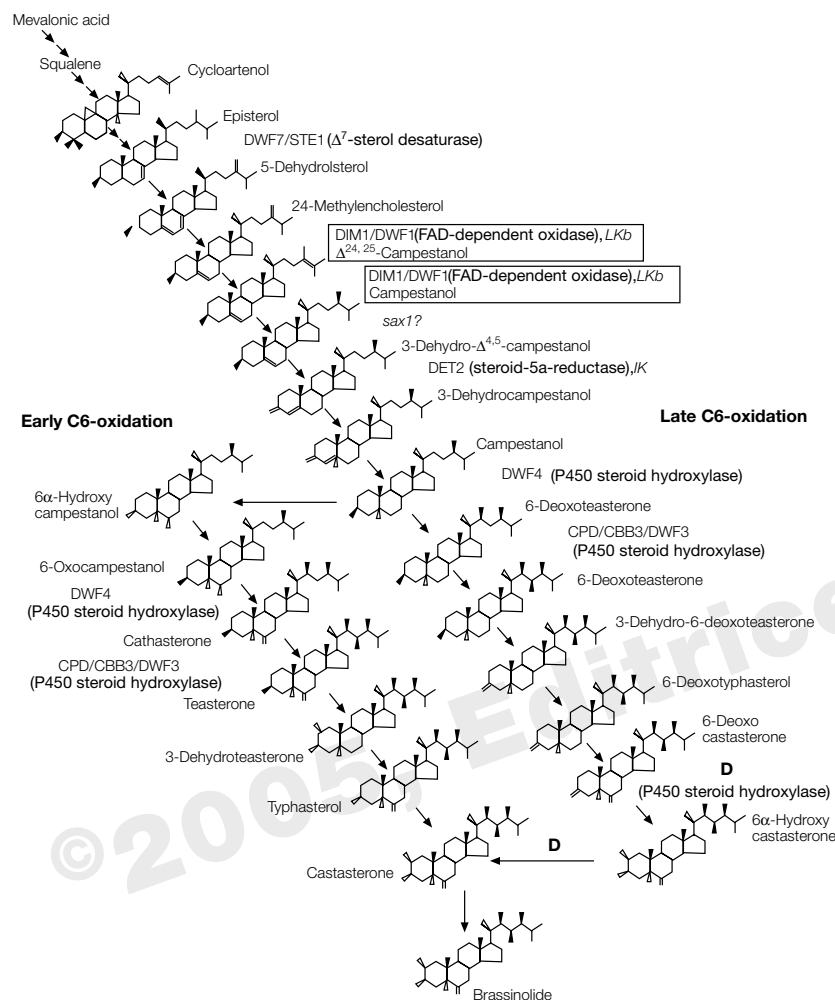 Mevalonic acid
Squalene
Cycloartenol
Episterol
DWF7/STE1 (Δ7-sterol desaturase)
5-Dehydrolsterol
24-Methylencholesterol
DIM1/DWF1(FAD-dependent oxidase), LKb
Δ24, 25-Campestanol
DIM1/DWF1(FAD-dependent oxidase),LKb
Campestanol
sax1?
3-Dehydro-Δ4,5-campestanol
DET2 (steroid-5a-reductase),lK
3-Dehydrocampestanol
Early C6-oxidation
Late C6-oxidation
Campestanol
DWF4 (P450 steroid hydroxylase)
6α-Hydroxy
campestanol
6-Deoxoteasterone
CPD/CBB3/DWF3
(P450 steroid hydroxylase)
6-Oxocampestanol
6-Deoxoteasterone
DWF4
(P450 steroid hydroxylase)
3-Dehydro-6-deoxoteasterone
Cathasterone
CPD/CBB3/DWF3
(P450 steroid hydroxylase)
Teasterone
6-Deoxotyphasterol
6-Deoxo
castasterone
3-Dehydroteasterone
D
(P450 steroid hydroxylase)
Typhasterol
6α-Hydroxy
castasterone
D
Castasterone
Brassinolide
©2005, Editrice